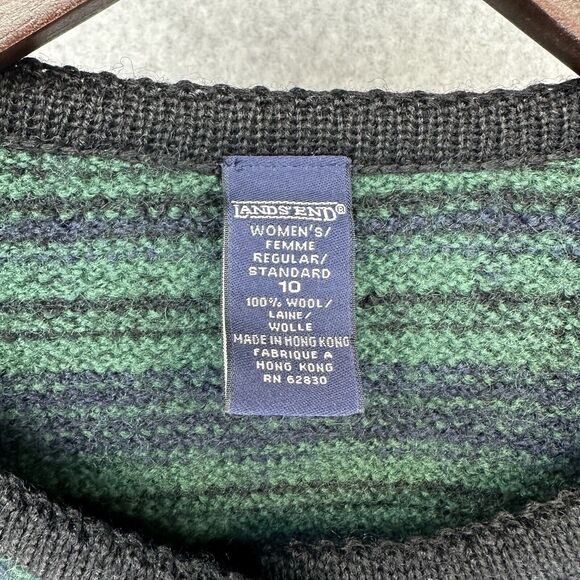 LANDS' END®
WOMEN'S/
FEMME
REGULAR/
STANDARD
10
100% WOOL/
LAINE/
WOLLE
MADE IN HONG KONG
FABRIQUE A
HONG KONG
RN 62830